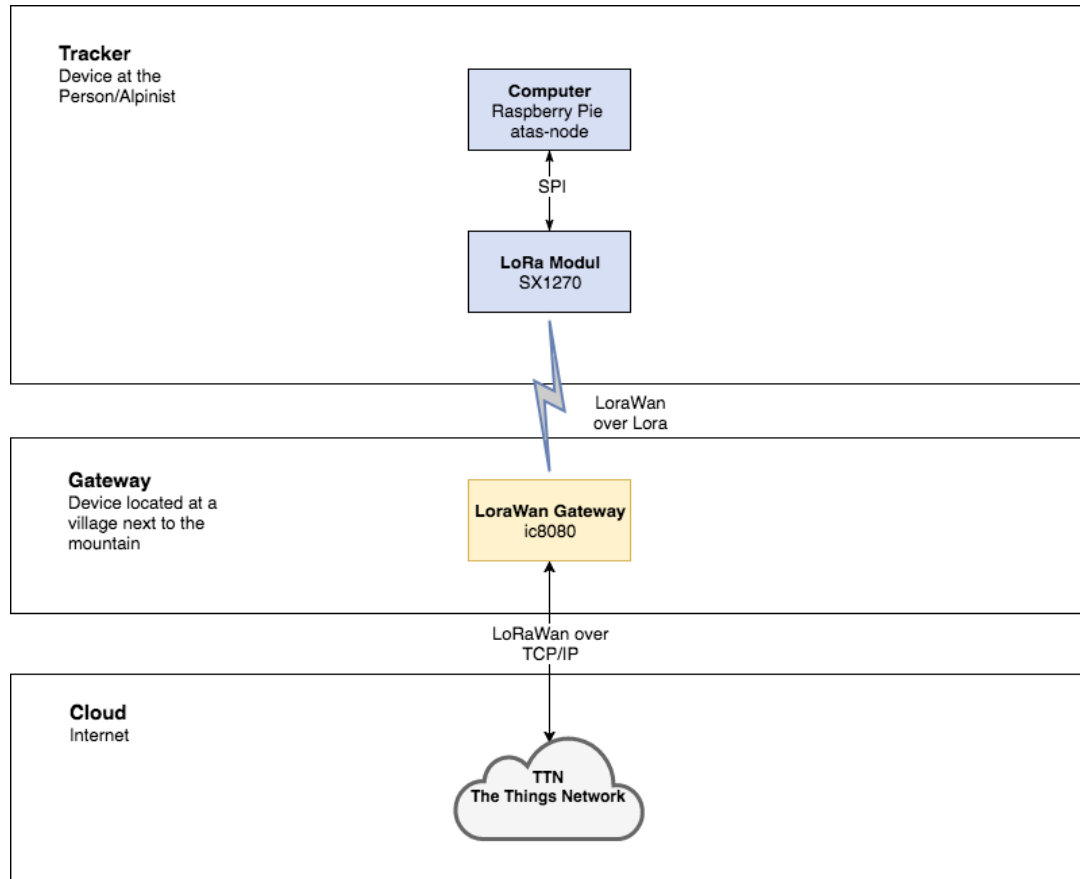 Tracker
Device at the
Person/Alpinist
Computer
Raspberry Pie
atas-node
SPI
LoRa Modul
SX1270
LoraWan
over Lora
Gateway
Device located at a
village next to the
mountain
LoraWan Gateway
ic8080
LoRaWan over
TCP/IP
Cloud
Internet
TTN
The Things Network